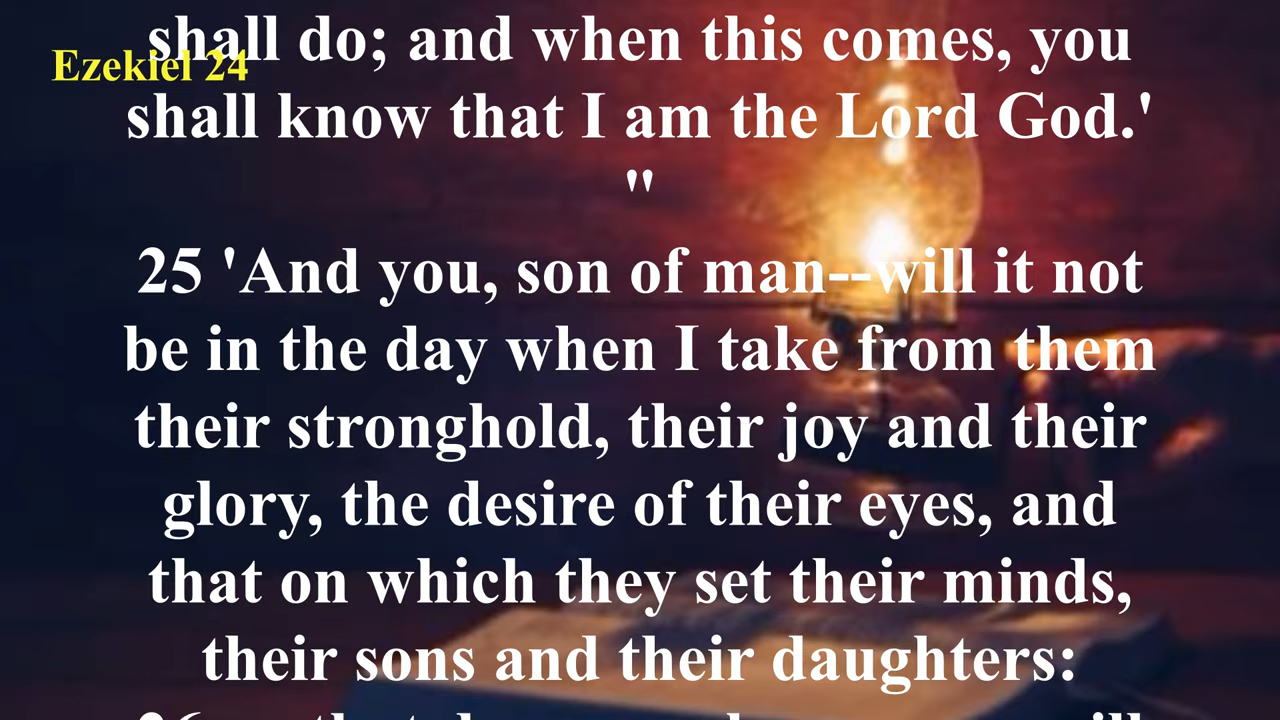 shall do; and when this comes, you
Ezekiel 24
shall know that I am the Lord God.'
"
25 'And you, son of man--will it not
be in the day when I take from them
their stronghold, their joy and their
glory, the desire of their eyes, and
that on which they set their minds,
their sons and their daughters: